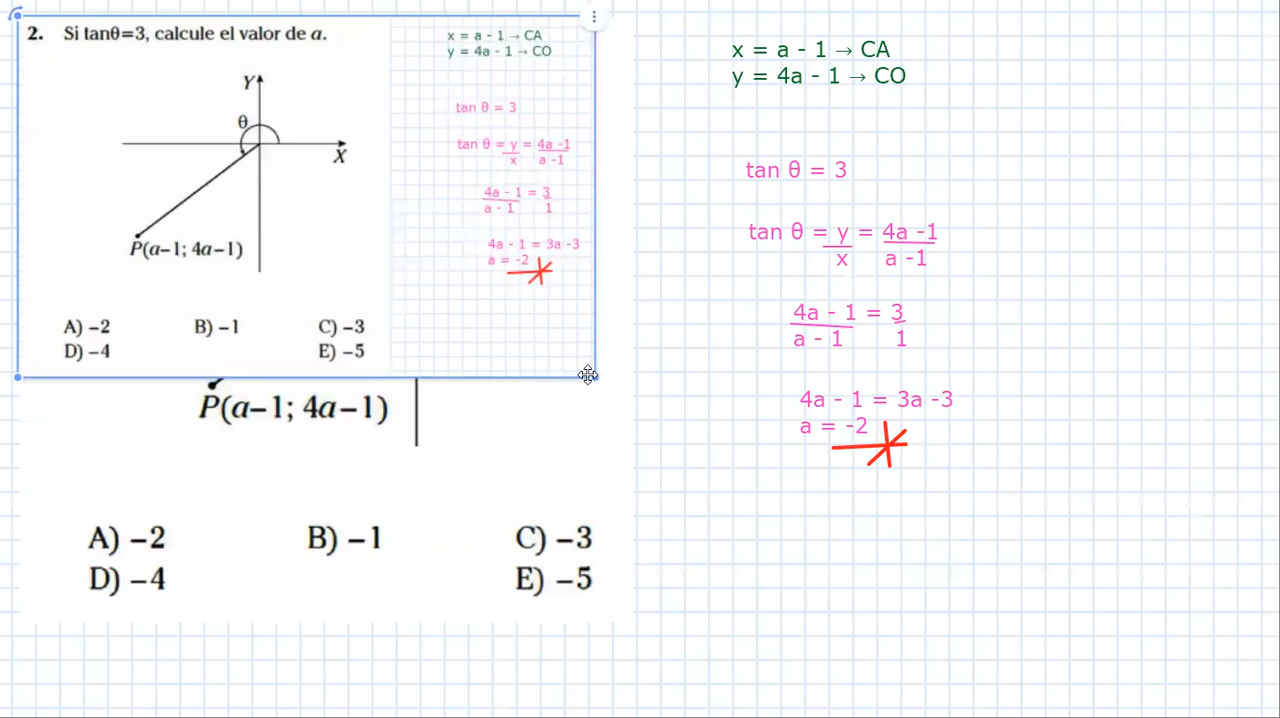 2. Si tanθ=3, calcule el valor de a.
Y
θ
X
P(a–1; 4a–1)
A) –2 B) –1 C) –3
D) –4 E) –5
x = a - 1 → CA
y = 4a - 1 → CO
tan θ = 3
tan θ = y = 4a -1
x a -1
4a - 1 = 3
a - 1 1
4a - 1 = 3a -3
a = -2
P(a–1; 4a–1)
A) –2 B) –1 C) –3
D) –4 E) –5
x = a - 1 → CA
y = 4a - 1 → CO
tan θ = 3
tan θ = y = 4a -1
x a -1
4a - 1 = 3
a - 1 1
4a - 1 = 3a -3
a = -2